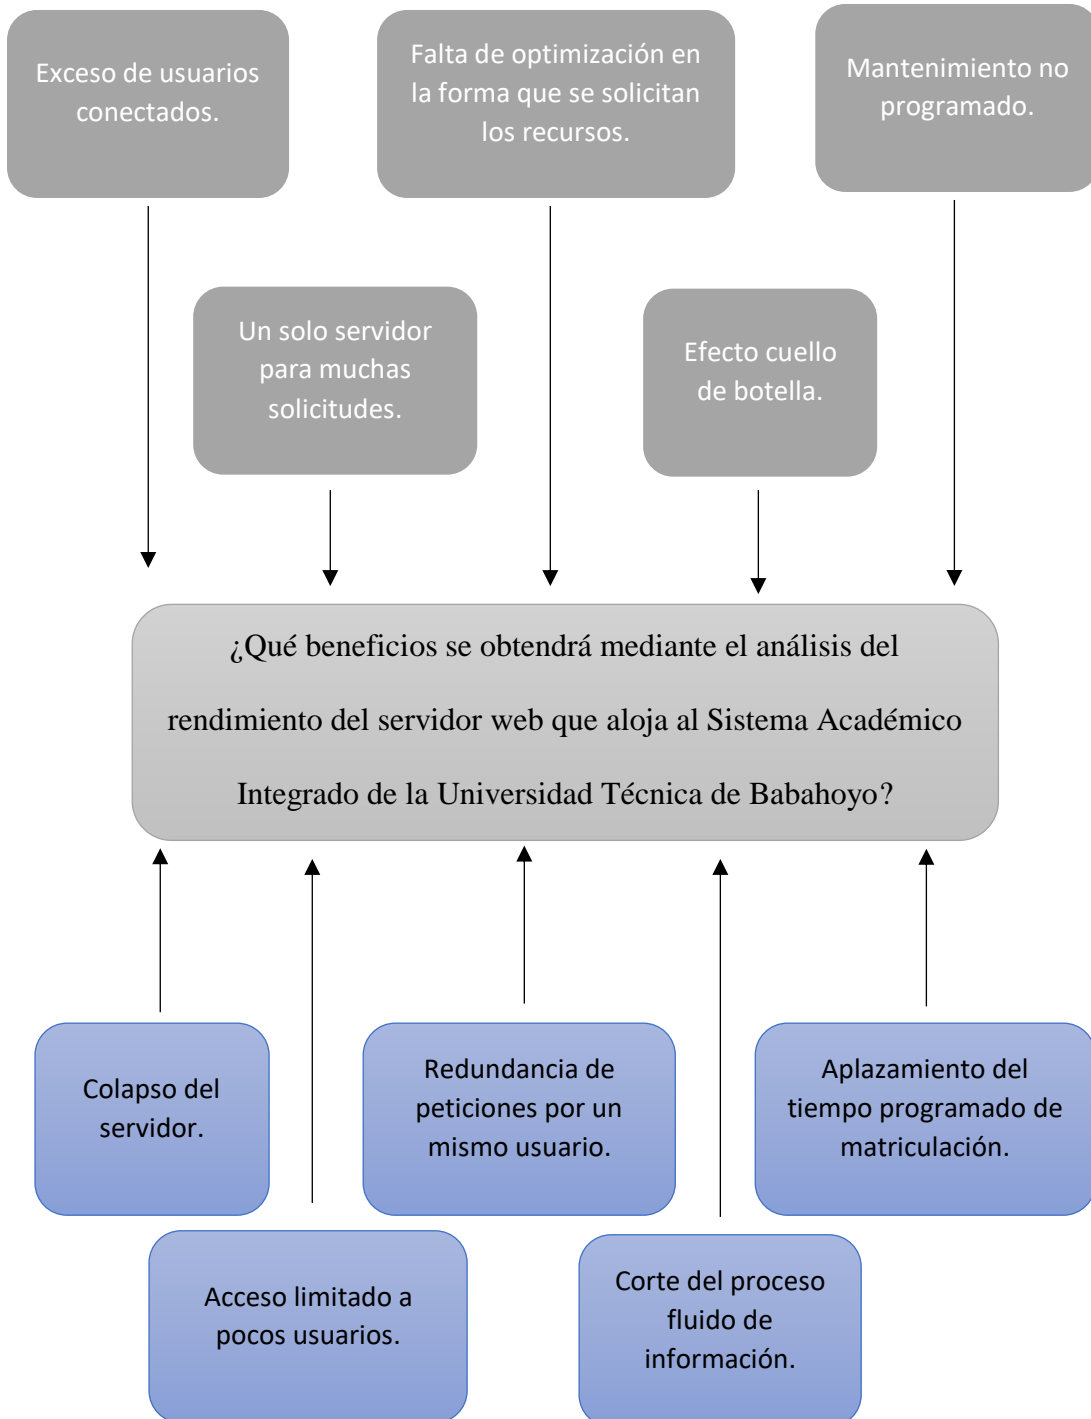 Exceso de usuarios
conectados.
Falta de optimización en
la forma que se solicitan
los recursos.
Mantenimiento no
programado.
Un solo servidor
para muchas
solicitudes.
Efecto cuello
de botella.
¿Qué beneficios se obtendrá mediante el análisis del
rendimiento del servidor web que aloja al Sistema Académico
Integrado de la Universidad Técnica de Babahoyo?
Colapso del
servidor.
Redundancia de
peticiones por un
mismo usuario.
Aplazamiento del
tiempo programado de
matriculación.
Acceso limitado a
pocos usuarios.
Corte del proceso
fluido de
información.